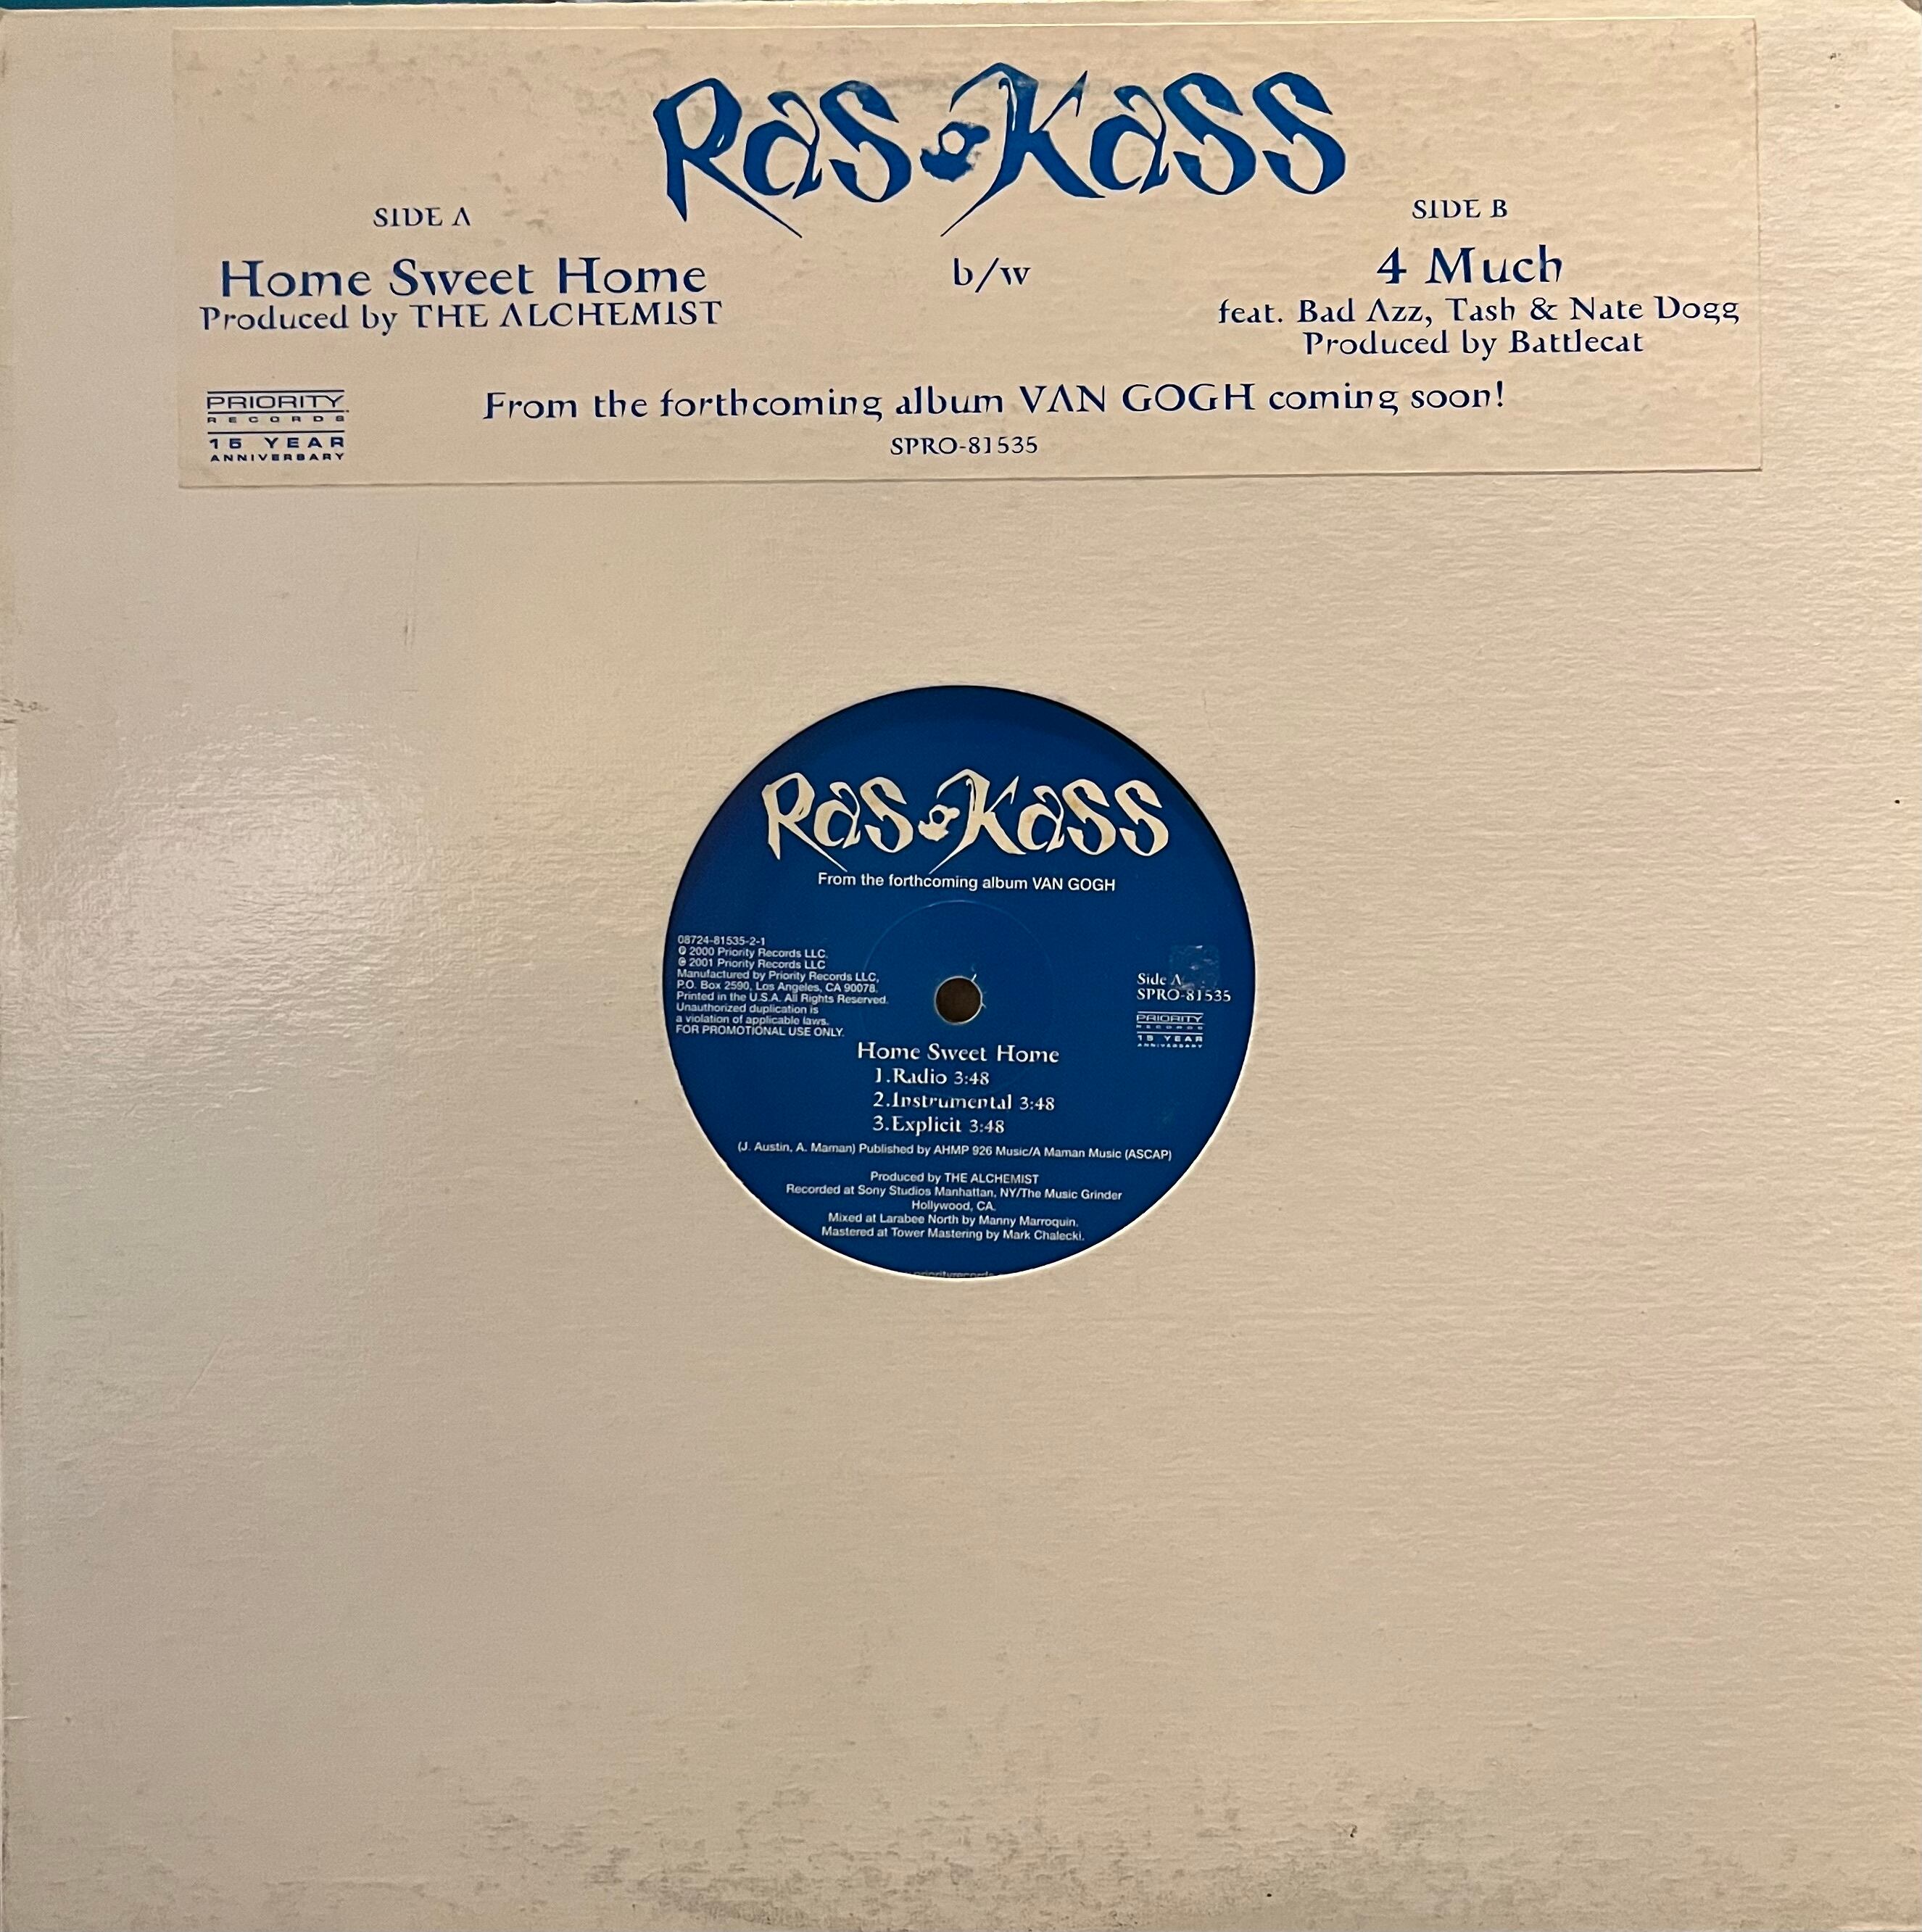 Ras Kass
SIDE A
SIDE B
Home Sweet Home
b/w
4 Much
Produced by THE ALCHEMIST
feat. Bad Azz, Tash & Nate Dogg
Produced by Battlecat
PRIORITY
RECORDS
15 YEAR
ANNIVERSARY
From the forthcoming album VAN GOGH coming soon!
SPRO-81535
Ras Kass
From the forthcoming album VAN GOGH
08724-81535-2-1
℗ 2000 Priority Records LLC.
© 2001 Priority Records LLC
Manufactured by Priority Records LLC,
P.O. Box 2590, Los Angeles, CA 90078.
Printed in the U.S.A. All Rights Reserved.
Unauthorized duplication is
a violation of applicable laws.
FOR PROMOTIONAL USE ONLY.
Side A
SPRO-81535
PRIORITY
RECORDS
15 YEAR
ANNIVERSARY
Home Sweet Home
1.Radio 3:48
2.Instrumental 3:48
3.Explicit 3:48
(J. Austin, A. Maman) Published by AHMP 926 Music/A Maman Music (ASCAP)
Produced by THE ALCHEMIST
Recorded at Sony Studios Manhattan, NY/The Music Grinder
Hollywood, CA.
Mixed at Larabee North by Manny Marroquin.
Mastered at Tower Mastering by Mark Chalecki.